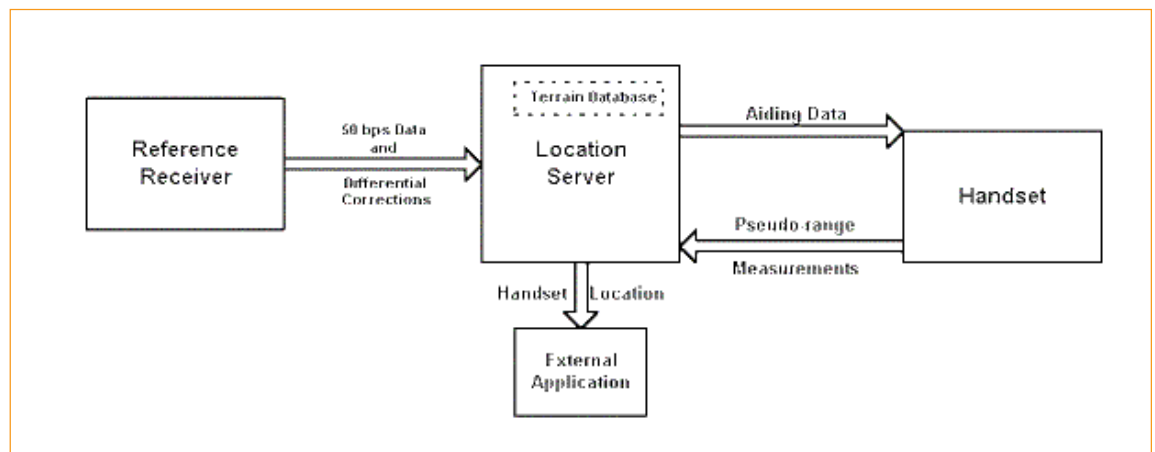 Reference
Receiver
50 bps Data
and
Differential
Corrections
Terrain Database
Location
Server
Aiding Data
Pseudo-range
Measurements
Handset
Handset Location
External
Application